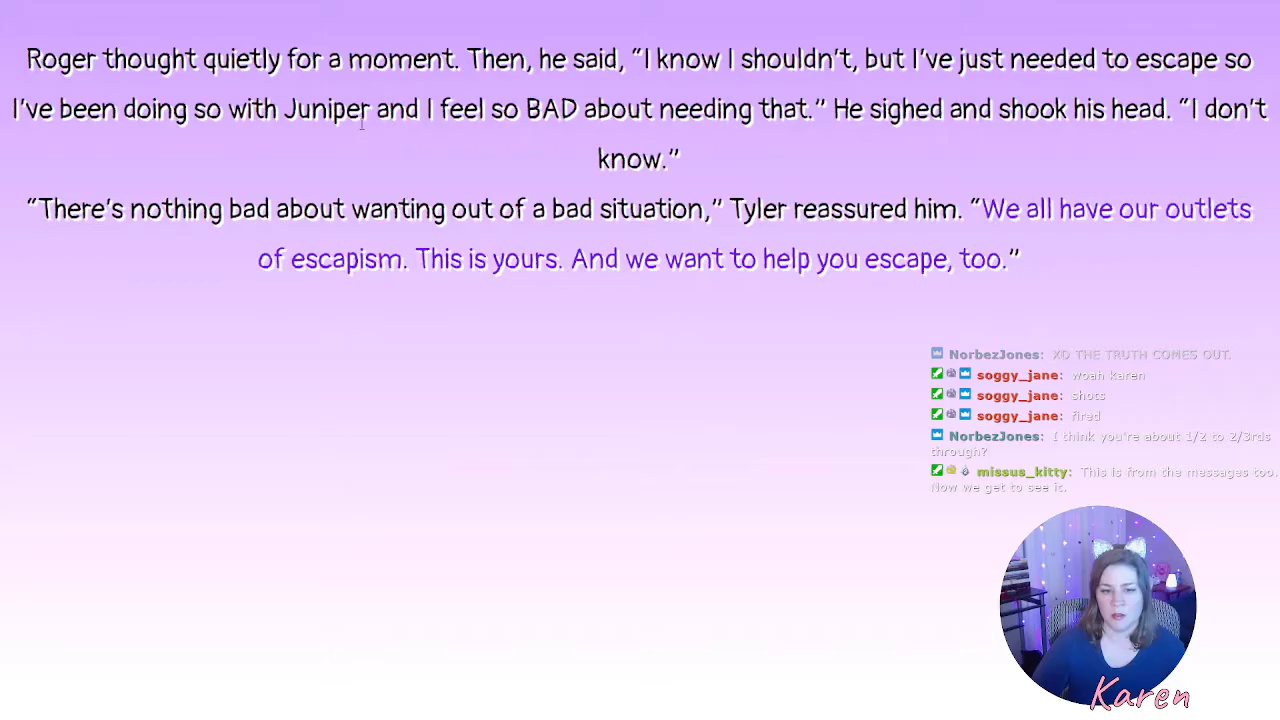 Roger thought quietly for a moment. Then, he said, “I know I shouldn’t, but I’ve just needed to escape so
I’ve been doing so with Juniper and I feel so BAD about needing that.” He sighed and shook his head. “I don’t
know.”
“There’s nothing bad about wanting out of a bad situation,” Tyler reassured him. “We all have our outlets
of escapism. This is yours. And we want to help you escape, too.”
NorbezJones: XD THE TRUTH COMES OUT.
soggy_jane: woah karen
soggy_jane: shots
soggy_jane: fired
NorbezJones: I think you're about 1/2 to 2/3rds
through?
missus_kitty: This is from the messages too.
Now we get to see it.
Karen